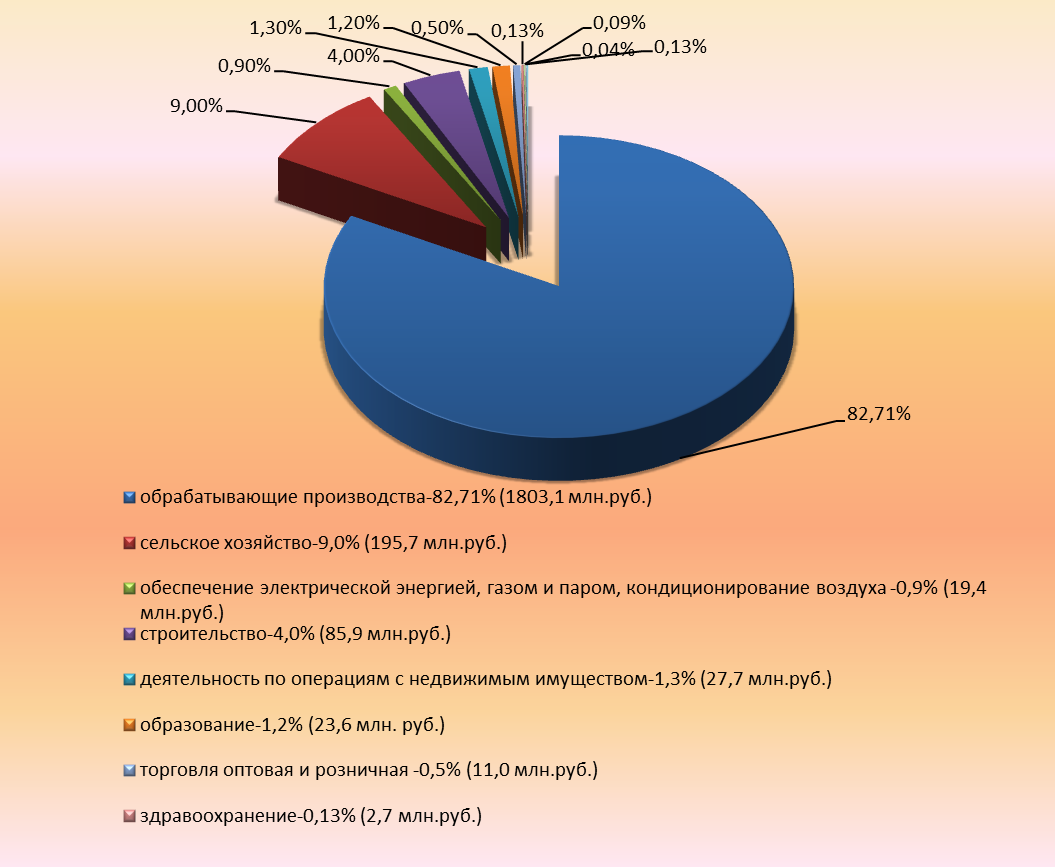 1,30%
1,20%
0,50%
0,13%
0,09%
0,04%
0,13%
4,00%
0,90%
9,00%
82,71%
обрабатывающие производства-82,71% (1803,1 млн.руб.)
сельское хозяйство-9,0% (195,7 млн.руб.)
обеспечение электрической энергией, газом и паром, кондиционирование воздуха -0,9% (19,4
млн.руб.)
строительство-4,0% (85,9 млн.руб.)
деятельность по операциям с недвижимым имуществом-1,3% (27,7 млн.руб.)
образование-1,2% (23,6 млн. руб.)
торговля оптовая и розничная -0,5% (11,0 млн.руб.)
здравоохранение-0,13% (2,7 млн.руб.)